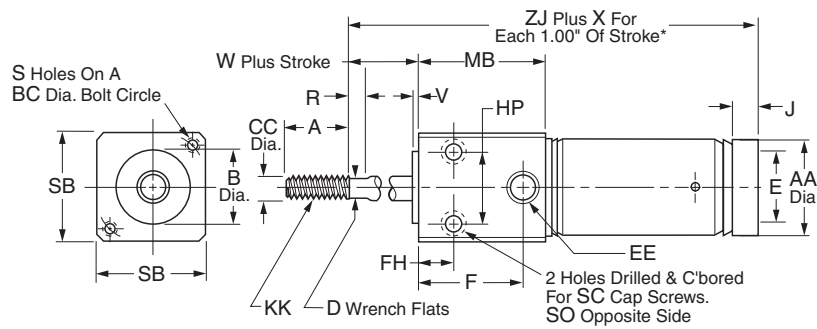 ZJ Plus X For
Each 1.00" Of Stroke*
W Plus Stroke
MB
S Holes On A
BC Dia. Bolt Circle
R
V
HP
J
CC
Dia.
A
SB
B
Dia.
E
AA
Dia
SB
FH
F
EE
KK
D Wrench Flats
2 Holes Drilled & C'bored
For SC Cap Screws.
SO Opposite Side